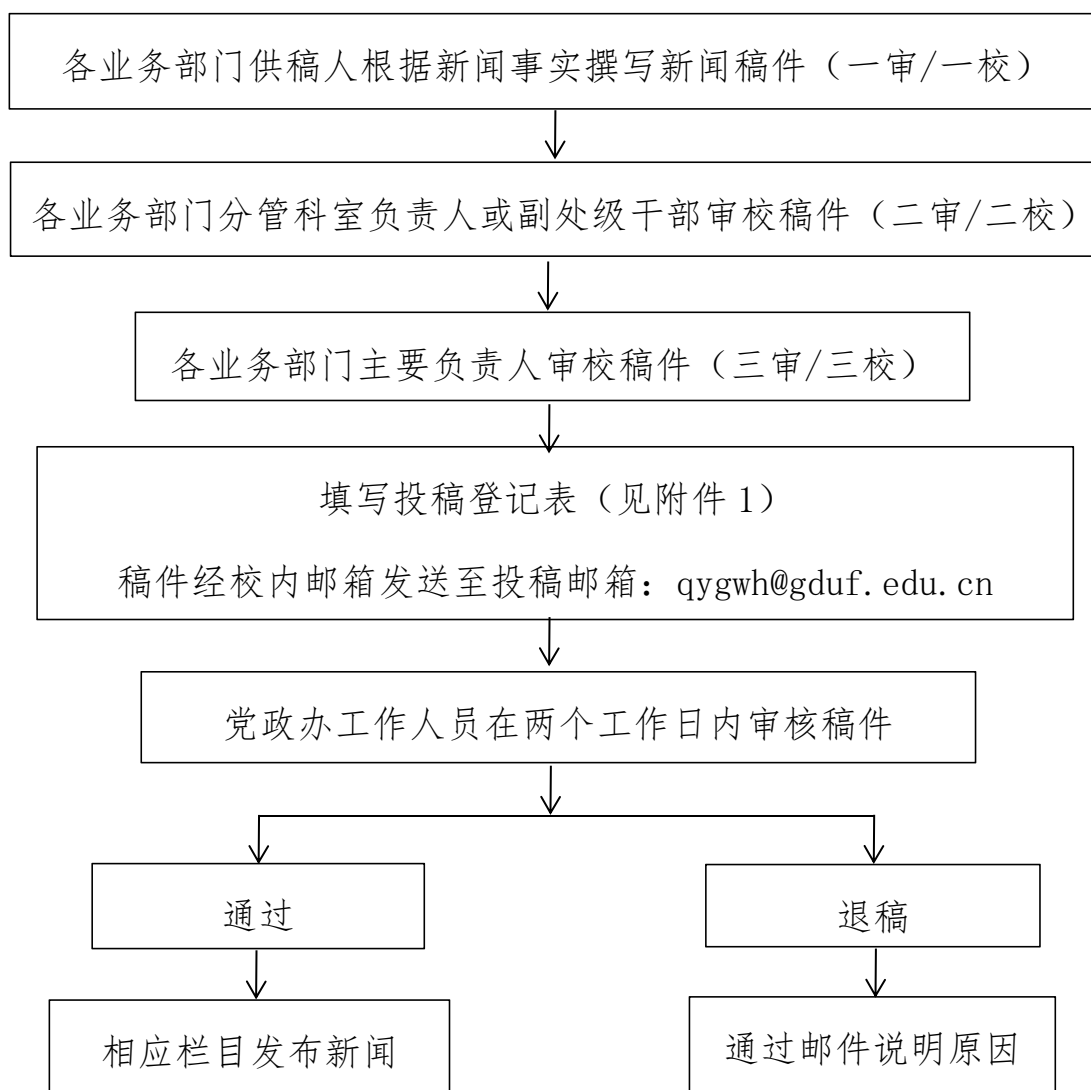 各业务部门供稿人根据新闻事实撰写新闻稿件（一审/一校）
各业务部门分管科室负责人或副处级干部审校稿件（二审/二校）
各业务部门主要负责人审校稿件（三审/三校）
填写投稿登记表（见附件 1）
稿件经校内邮箱发送至投稿邮箱：qygwh@gduf.edu.cn
党政办工作人员在两个工作日内审核稿件
通过
退稿
相应栏目发布新闻
通过邮件说明原因